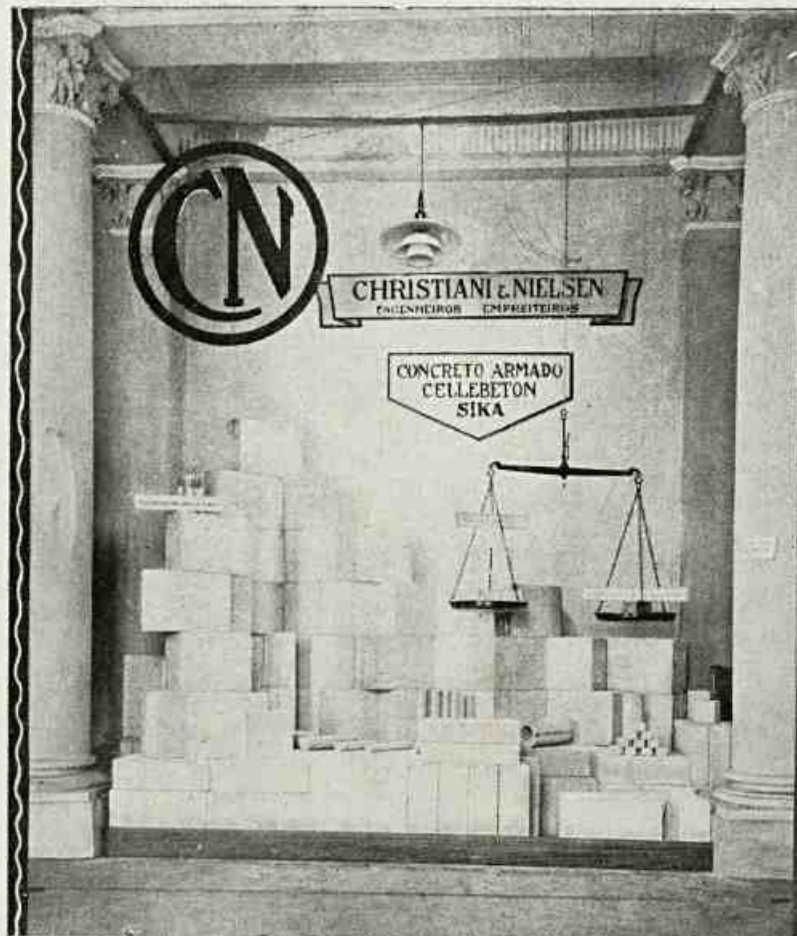 CN
CHRISTIANI & NIELSEN
ENGENHEIROS EMPREITEIROS
CONCRETO ARMADO
CELLEBETON
SIKA